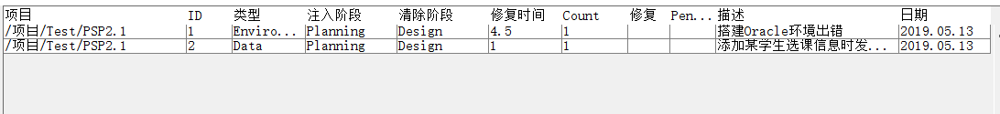 项目 ID 类型 注入阶段 清除阶段 修复时间 Count 修复 Pen... 描述 日期
/项目/Test/PSP2.1 1 Enviro... Planning Design 4.5 1 搭建Oracle环境出错 2019.05.13
/项目/Test/PSP2.1 2 Data Planning Design 1 1 添加某学生选课信息时发... 2019.05.13